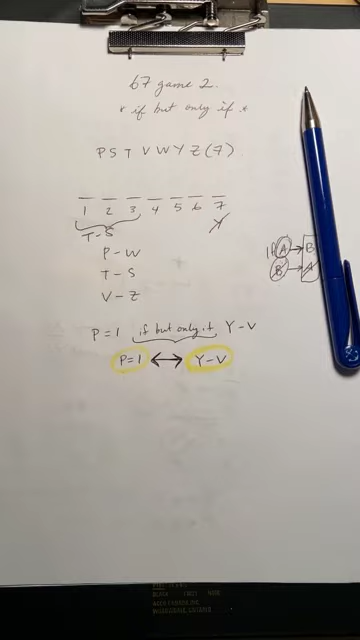 67 game 2.
* if but only if *
P S T V W Y Z (7)
1 2 3 4 5 6 7
T - S
Y
P - W
T - S
V - Z
If A → B
B → A
P = 1 if but only if Y - V
P = 1 ↔ Y - V